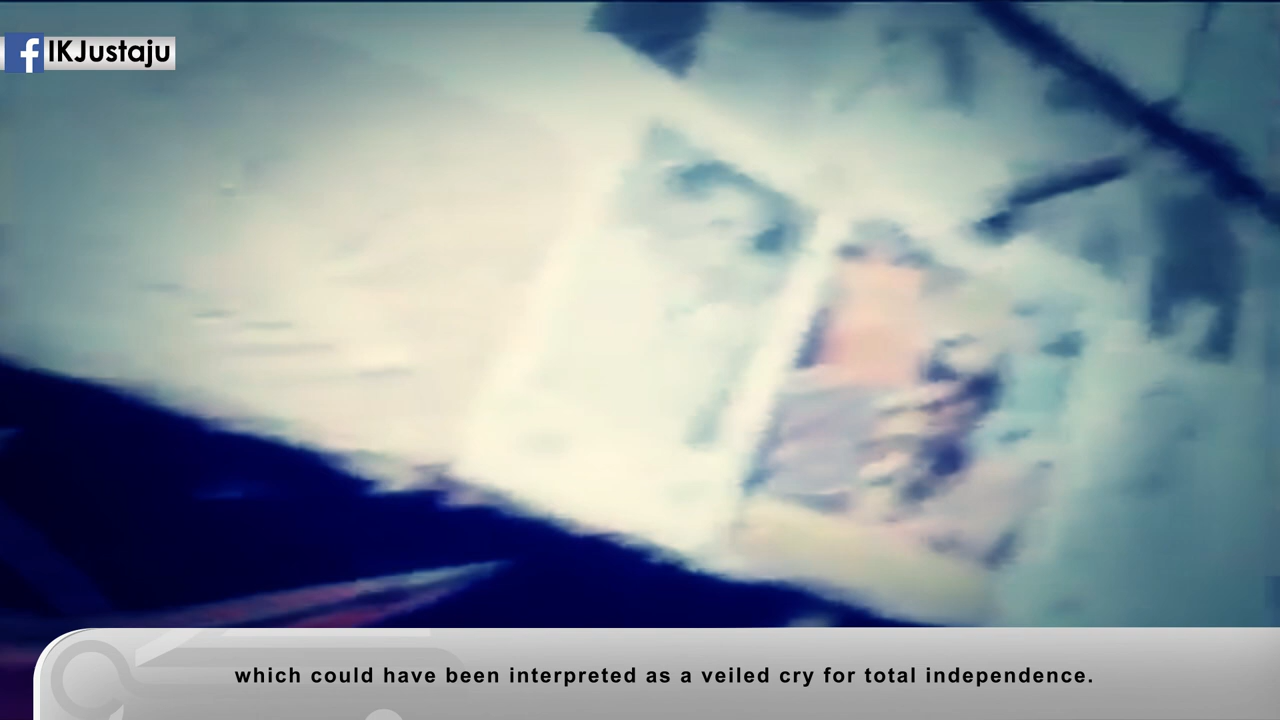 IKJustaju
which could have been interpreted as a veiled cry for total independence.